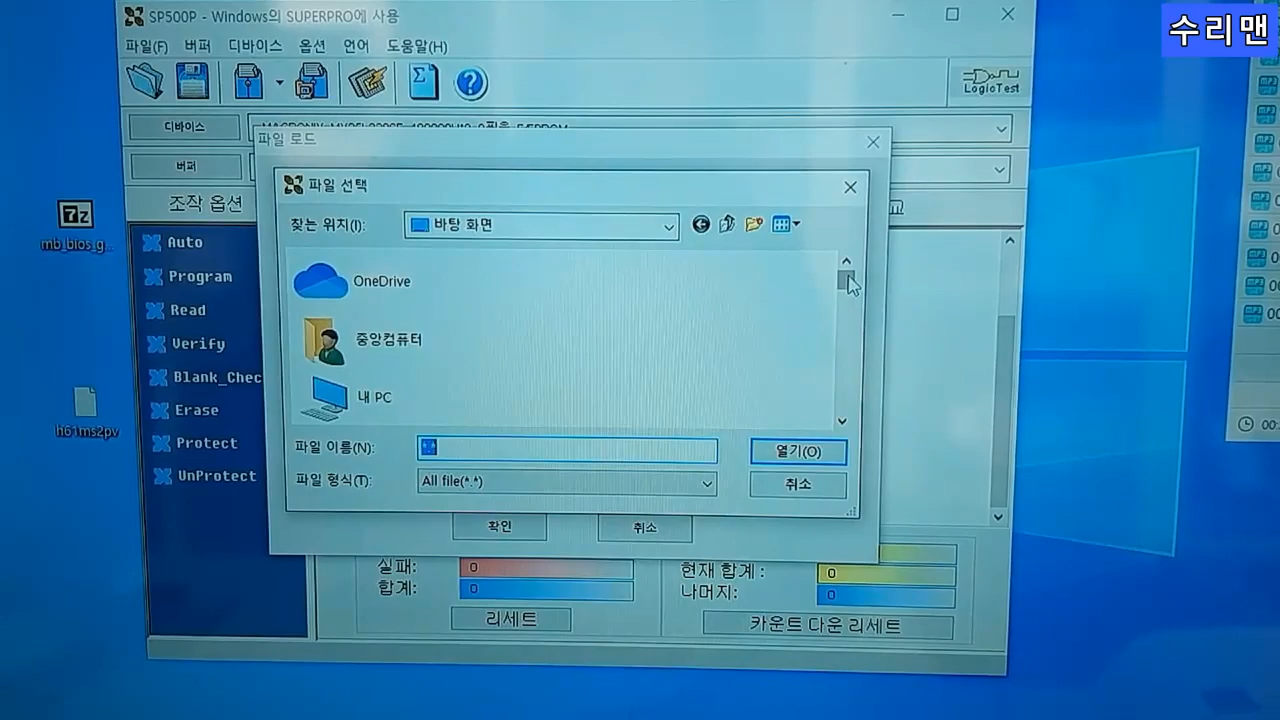 수리맨
SP500P - Windows의 SUPERPRO에 사용
파일(F) 버퍼 디바이스 옵션 언어 도움말(H)
LogicTest
디바이스
파일 로드
버퍼
파일 선택
조작 옵션
찾는 위치(I): 바탕 화면
Auto
Program
Read
Verify
Blank_Chec
Erase
Protect
UnProtect
OneDrive
중앙컴퓨터
내 PC
파일 이름(N): *.*
열기(O)
파일 형식(T): All file(*.*)
취소
확인 취소
실패: 0
합계: 0
리세트
현재 합계 : 0
나머지: 0
카운트 다운 리세트
7z
mb_bios_g...
h61ms2pv